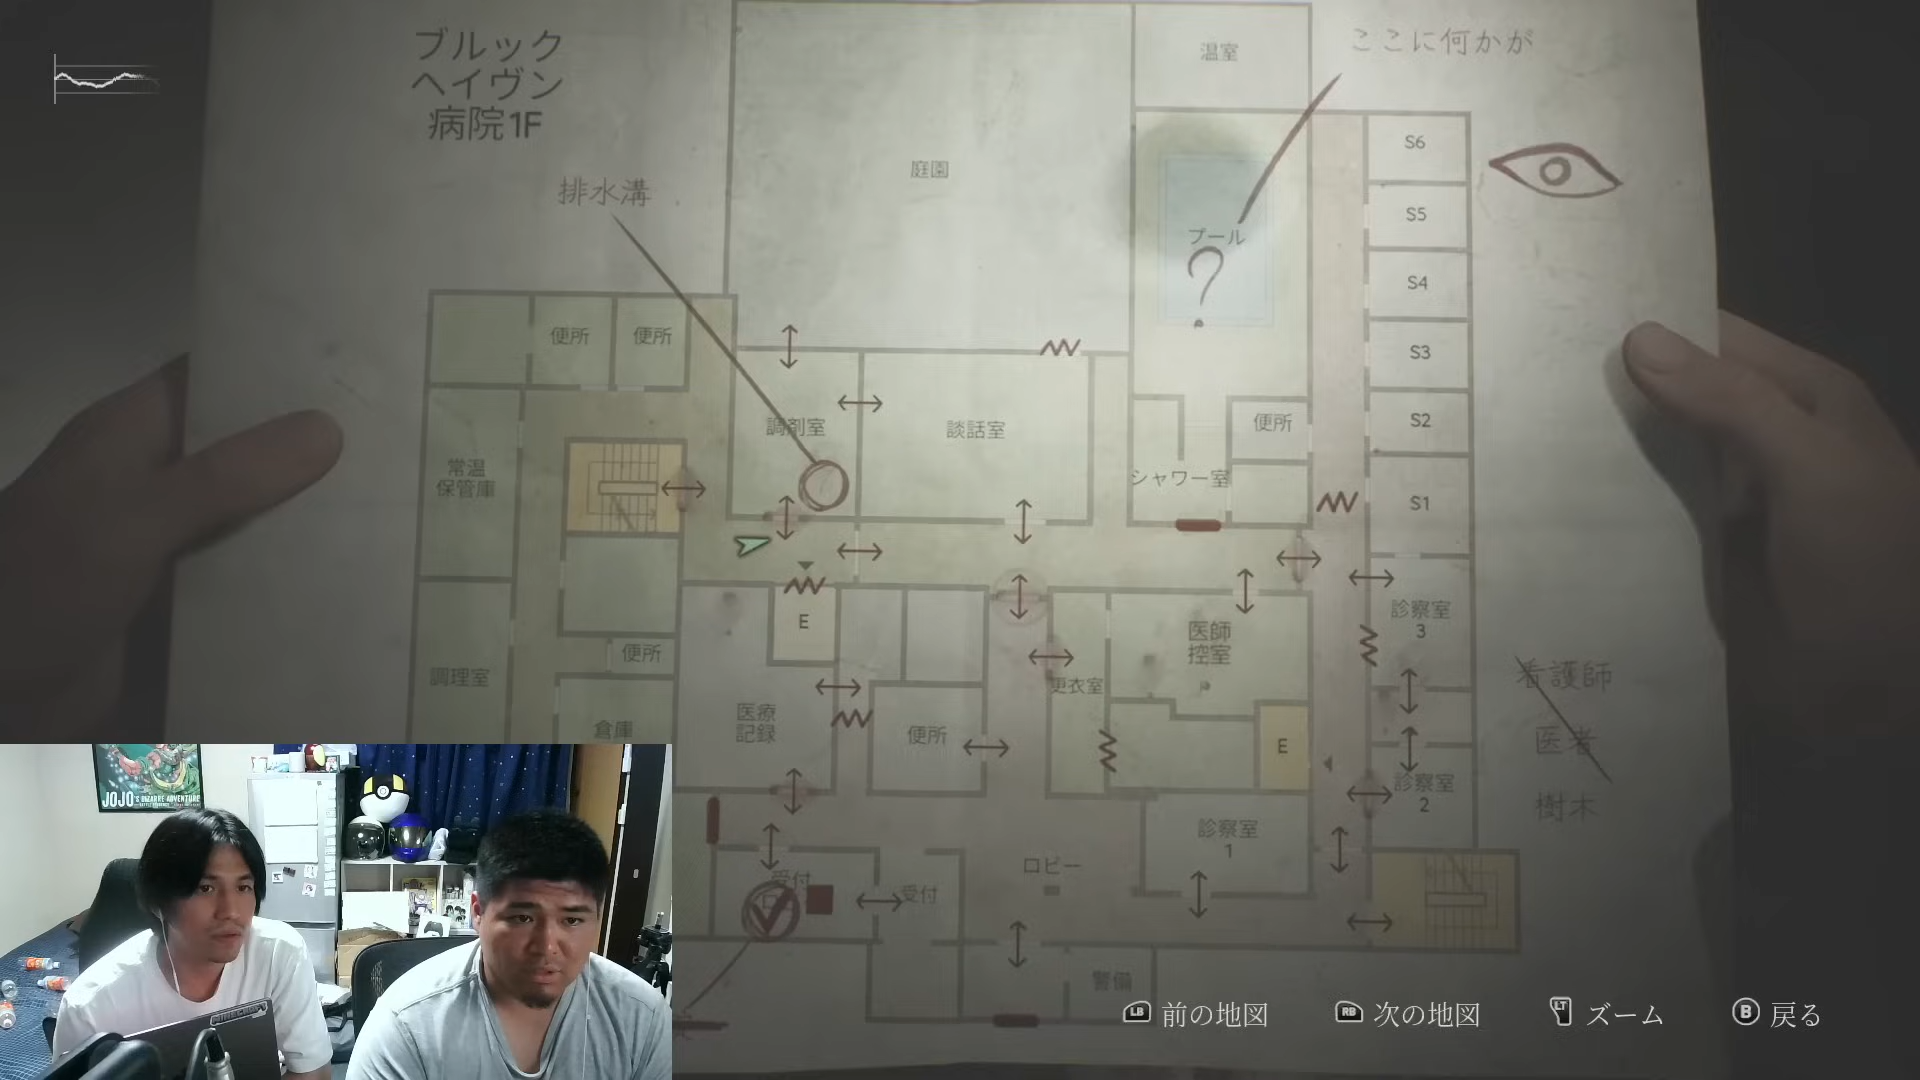 ブルック
ヘイヴン
病院1F
ここに何かが
温室
S6
庭園
排水溝
S5
プール
?
S4
便所
便所
S3
調剤室
談話室
便所
S2
常温
保管庫
シャワー室
S1
E
診察室
3
医師
控室
便所
調理室
更衣室
看護師
医療
記録
倉庫
便所
E
医者
診察室
2
樹木
JOJO's
BIZARRE ADVENTURE
診察室
1
ロビー
受付
受付
警備
LB 前の地図
RB 次の地図
LT ズーム
B 戻る